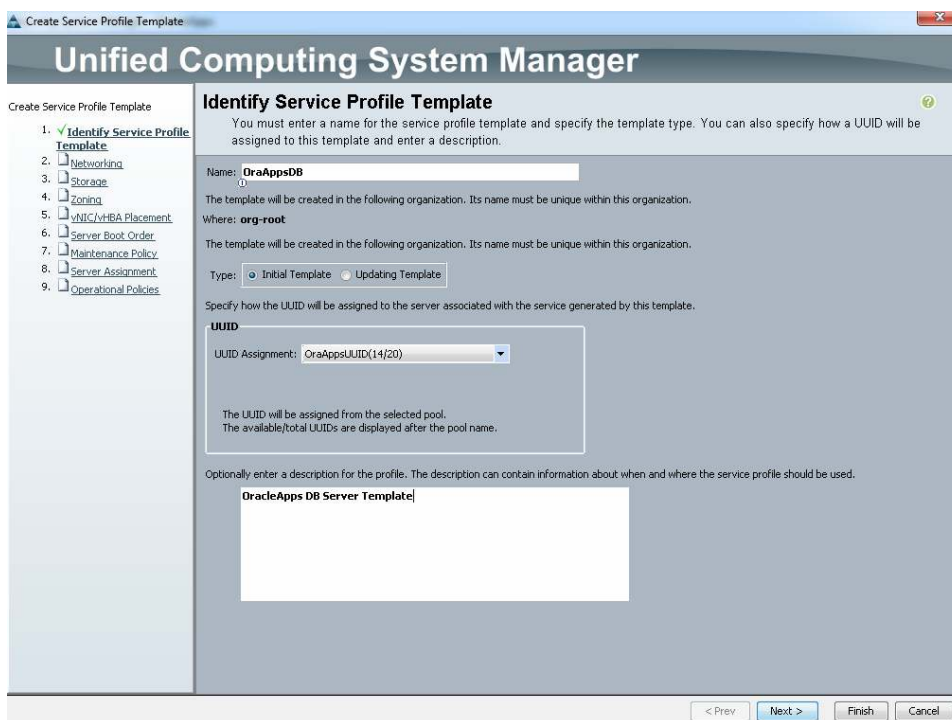 Create Service Profile Template
Unified Computing System Manager
Create Service Profile Template
1. Identify Service Profile
Template
2. Networking
3. Storage
4. Zoning
5. vNIC/vHBA Placement
6. Server Boot Order
7. Maintenance Policy
8. Server Assignment
9. Operational Policies
Identify Service Profile Template
You must enter a name for the service profile template and specify the template type. You can also specify how a UUID will be
assigned to this template and enter a description.
Name: OraAppsDB
The template will be created in the following organization. Its name must be unique within this organization.
Where: org-root
The template will be created in the following organization. Its name must be unique within this organization.
Type: Initial Template Updating Template
Specify how the UUID will be assigned to the server associated with the service generated by this template.
UUID
UUID Assignment: OraAppsUUID(14/20)
The UUID will be assigned from the selected pool.
The available/total UUIDs are displayed after the pool name.
Optionally enter a description for the profile. The description can contain information about when and where the service profile should be used.
OracleApps DB Server Template
< Prev Next > Finish Cancel